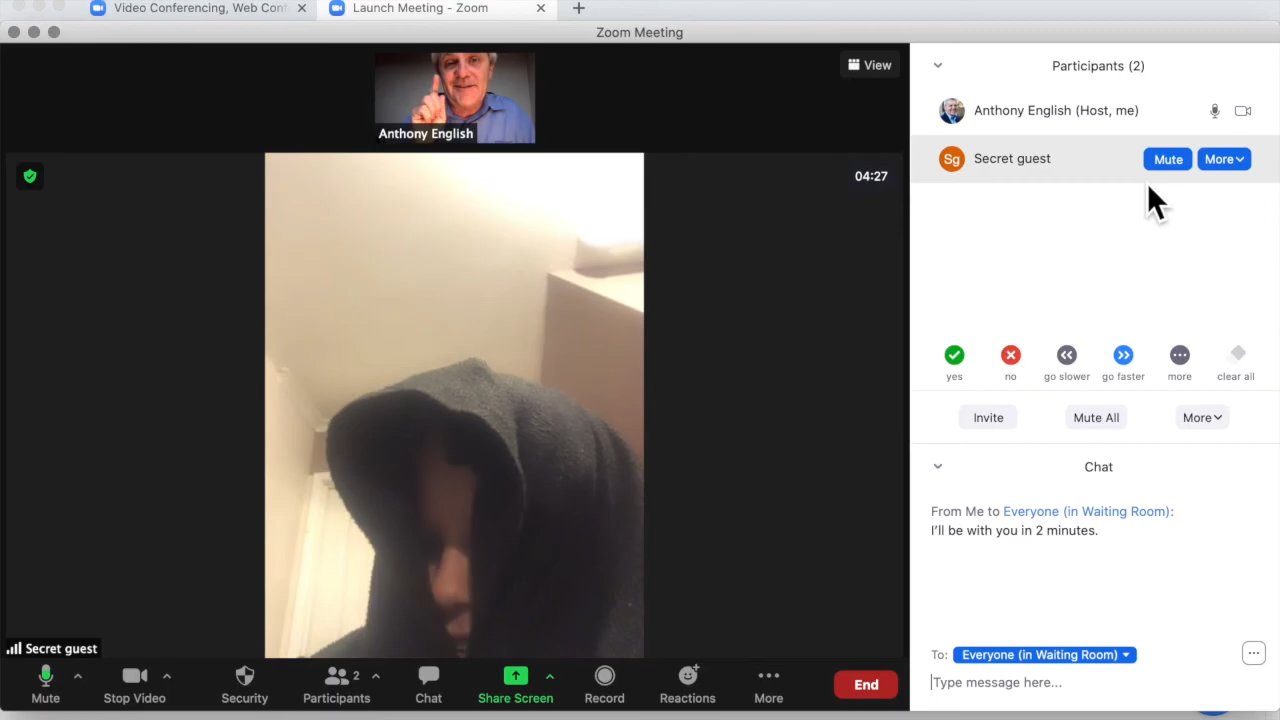 Video Conferencing, Web Conf
Launch Meeting - Zoom
Zoom Meeting
View
Anthony English
04:27
Secret guest
Participants (2)
Anthony English (Host, me)
Sg Secret guest Mute More
yes no go slower go faster more clear all
Invite Mute All More
Chat
From Me to Everyone (in Waiting Room):
I'll be with you in 2 minutes.
To: Everyone (in Waiting Room)
Type message here...
2
Mute Stop Video Security Participants Chat Share Screen Record Reactions More End